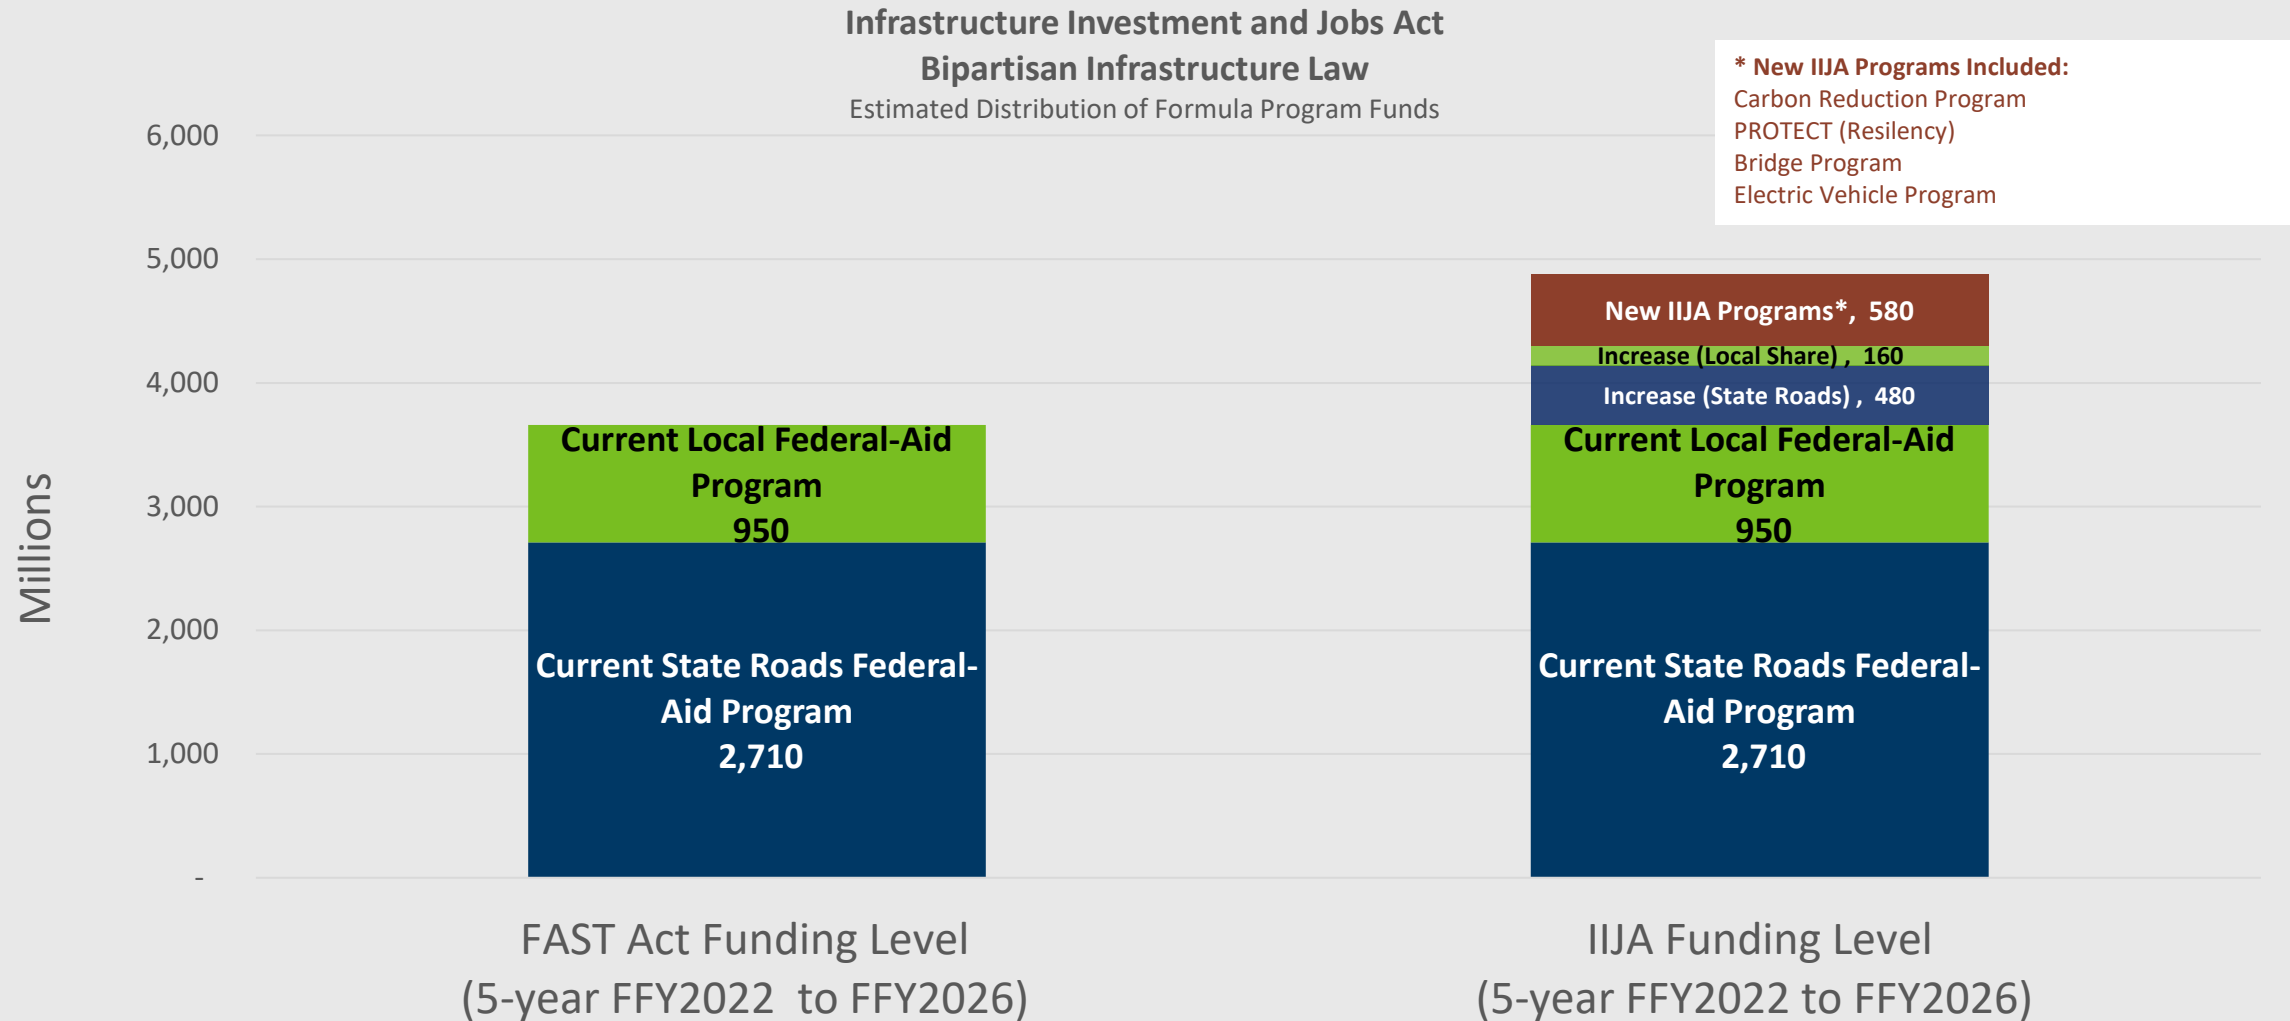 Infrastructure Investment and Jobs Act
Bipartisan Infrastructure Law
Estimated Distribution of Formula Program Funds
* New IIJA Programs Included:
Carbon Reduction Program
PROTECT (Resilency)
Bridge Program
Electric Vehicle Program
Millions
6,000
5,000
4,000
3,000
2,000
1,000
-
Current Local Federal-Aid
Program
950
Current State Roads Federal-
Aid Program
2,710
New IIJA Programs*, 580
Increase (Local Share) , 160
Increase (State Roads) , 480
Current Local Federal-Aid
Program
950
Current State Roads Federal-
Aid Program
2,710
FAST Act Funding Level
(5-year FFY2022 to FFY2026)
IIJA Funding Level
(5-year FFY2022 to FFY2026)